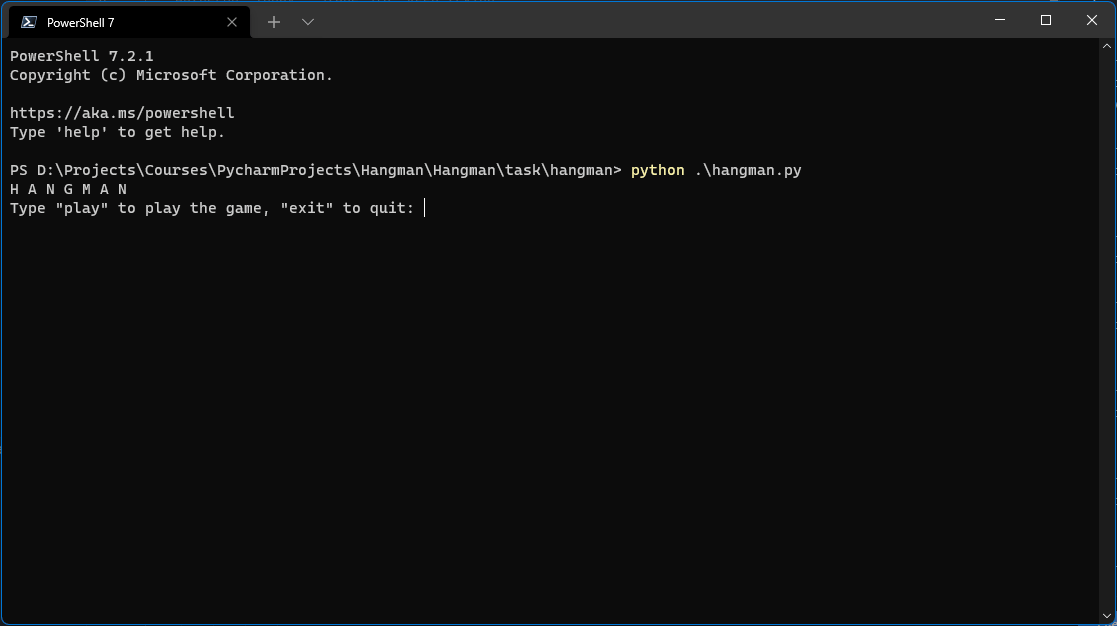 PowerShell 7
PowerShell 7.2.1
Copyright (c) Microsoft Corporation.
https://aka.ms/powershell
Type 'help' to get help.
PS D:\Projects\Courses\PycharmProjects\Hangman\Hangman\task\hangman> python .\hangman.py
H A N G M A N
Type "play" to play the game, "exit" to quit: